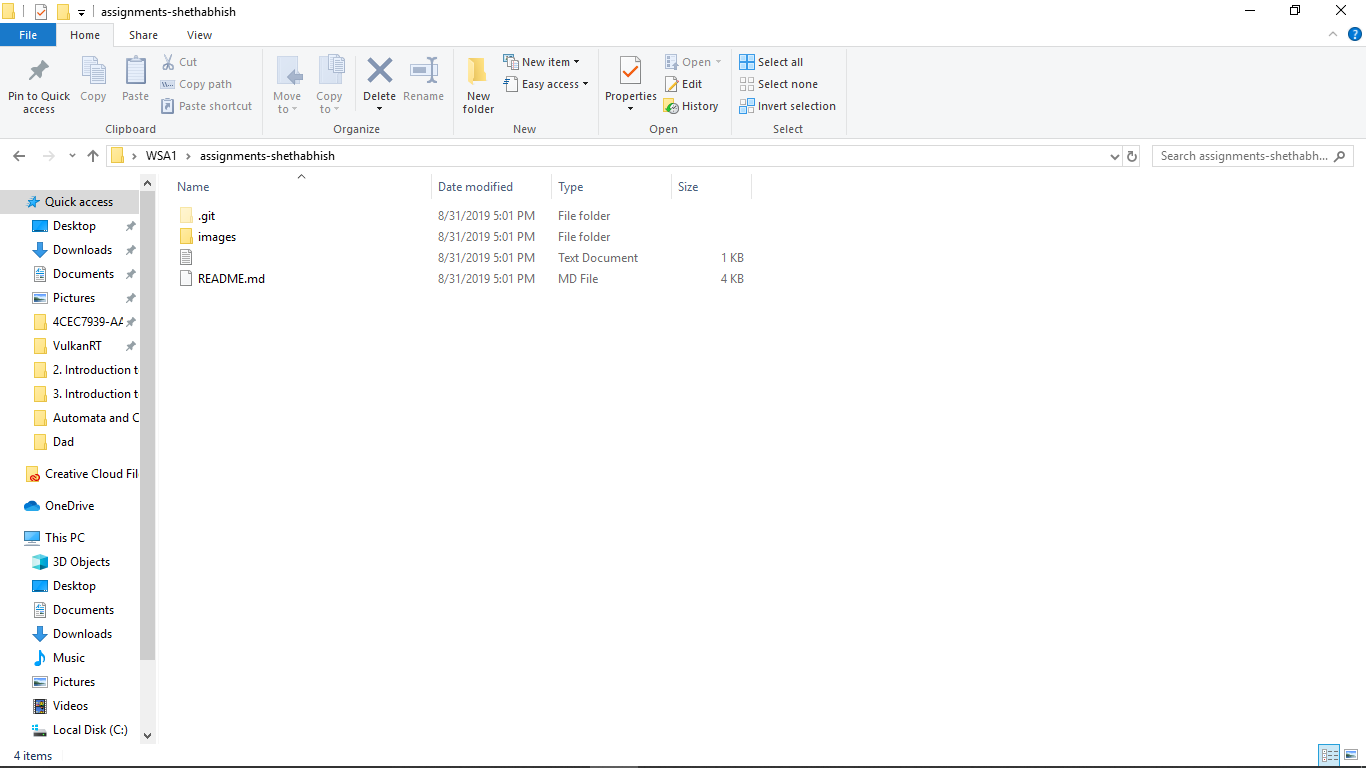 assignments-shethabhish
File Home Share View
Pin to Quick access
Copy
Paste
Cut
Copy path
Paste shortcut
Clipboard
Move to
Copy to
Delete
Rename
Organize
New folder
New item
Easy access
New
Properties
Open
Edit
History
Open
Select all
Select none
Invert selection
Select
WSA1 assignments-shethabhish
Search assignments-shethabh...
Name Date modified Type Size
.git 8/31/2019 5:01 PM File folder
images 8/31/2019 5:01 PM File folder
8/31/2019 5:01 PM Text Document 1 KB
README.md 8/31/2019 5:01 PM MD File 4 KB
Quick access
Desktop
Downloads
Documents
Pictures
4CEC7939-AA
VulkanRT
2. Introduction t
3. Introduction t
Automata and C
Dad
Creative Cloud Fil
OneDrive
This PC
3D Objects
Desktop
Documents
Downloads
Music
Pictures
Videos
Local Disk (C:)
4 items